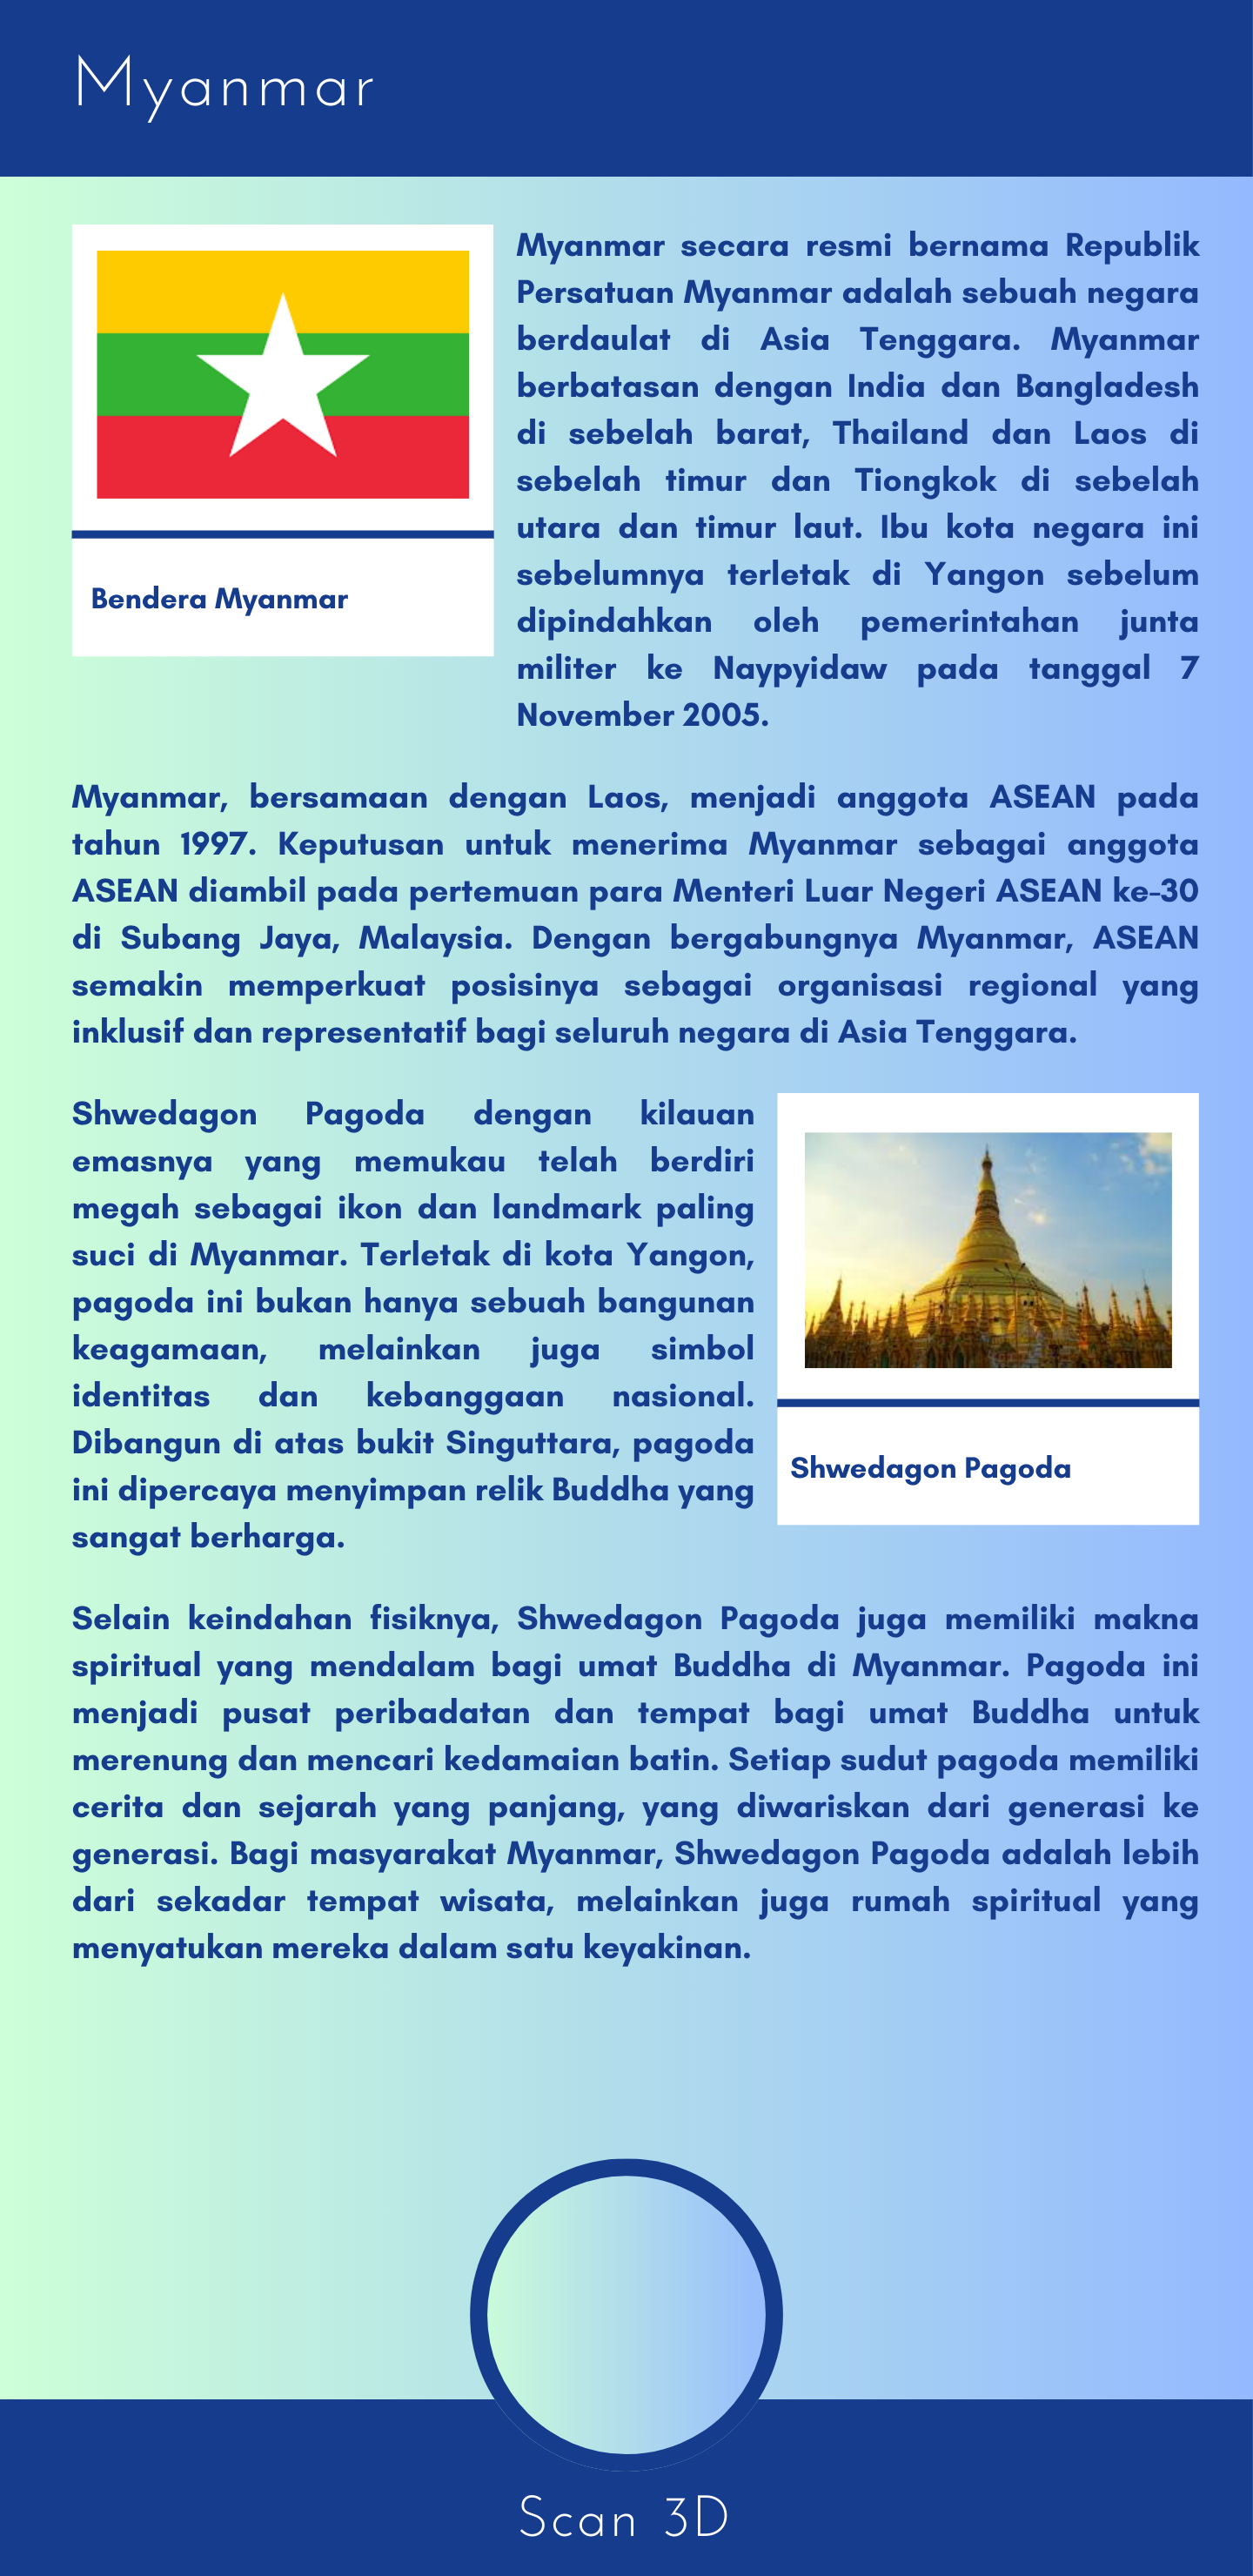 Myanmar
Myanmar secara resmi bernama Republik
Persatuan Myanmar adalah sebuah negara
berdaulat di Asia Tenggara. Myanmar
berbatasan dengan India dan Bangladesh
di sebelah barat, Thailand dan Laos di
sebelah timur dan Tiongkok di sebelah
utara dan timur laut. Ibu kota negara ini
sebelumnya terletak di Yangon sebelum
dipindahkan oleh pemerintahan junta
militer ke Naypyidaw pada tanggal 7
November 2005.
Bendera Myanmar
Myanmar, bersamaan dengan Laos, menjadi anggota ASEAN pada
tahun 1997. Keputusan untuk menerima Myanmar sebagai anggota
ASEAN diambil pada pertemuan para Menteri Luar Negeri ASEAN ke-30
di Subang Jaya, Malaysia. Dengan bergabungnya Myanmar, ASEAN
semakin memperkuat posisinya sebagai organisasi regional yang
inklusif dan representatif bagi seluruh negara di Asia Tenggara.
Shwedagon Pagoda dengan kilauan
emasnya yang memukau telah berdiri
megah sebagai ikon dan landmark paling
suci di Myanmar. Terletak di kota Yangon,
pagoda ini bukan hanya sebuah bangunan
keagamaan, melainkan juga simbol
identitas dan kebanggaan nasional.
Dibangun di atas bukit Singuttara, pagoda
ini dipercaya menyimpan relik Buddha yang
sangat berharga.
Shwedagon Pagoda
Selain keindahan fisiknya, Shwedagon Pagoda juga memiliki makna
spiritual yang mendalam bagi umat Buddha di Myanmar. Pagoda ini
menjadi pusat peribadatan dan tempat bagi umat Buddha untuk
merenung dan mencari kedamaian batin. Setiap sudut pagoda memiliki
cerita dan sejarah yang panjang, yang diwariskan dari generasi ke
generasi. Bagi masyarakat Myanmar, Shwedagon Pagoda adalah lebih
dari sekadar tempat wisata, melainkan juga rumah spiritual yang
menyatukan mereka dalam satu keyakinan.
Scan 3D